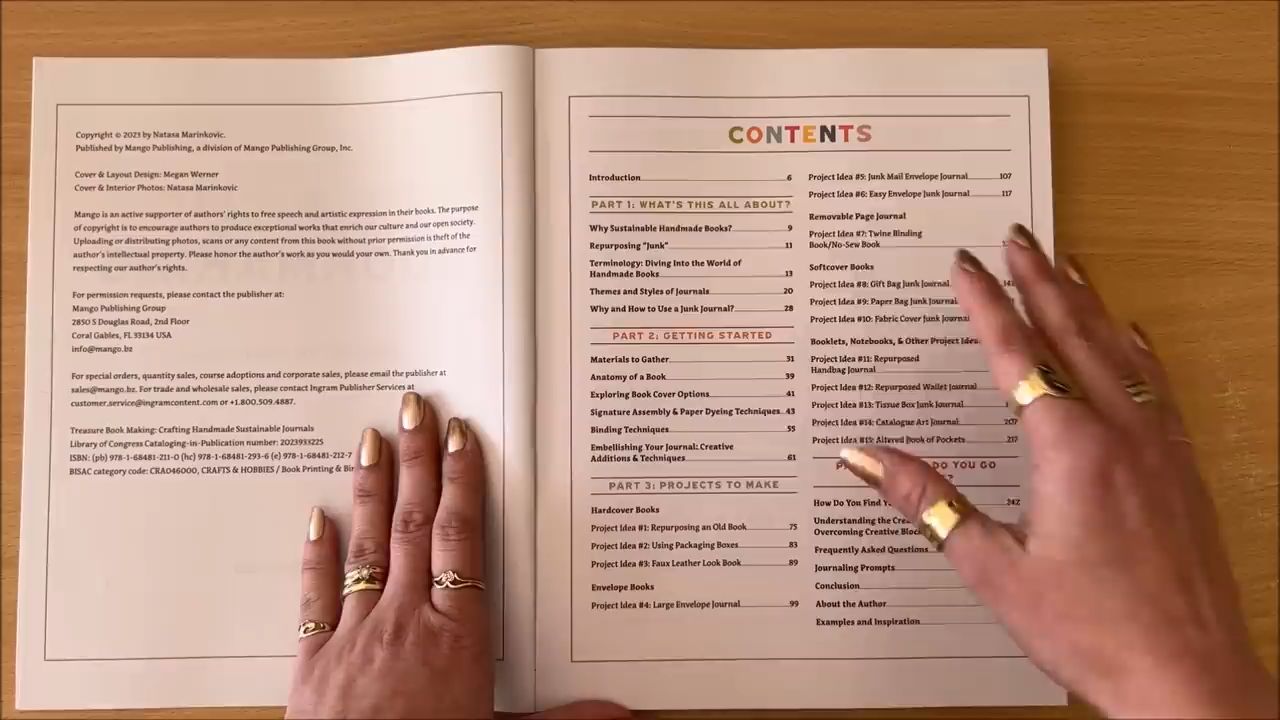 Copyright © 2023 by Natasa Marinkovic.
Published by Mango Publishing, a division of Mango Publishing Group, Inc.
Cover & Layout Design: Megan Werner
Cover & Interior Photos: Natasa Marinkovic
Mango is an active supporter of authors' rights to free speech and artistic expression in their books. The purpose
of copyright is to encourage authors to produce exceptional works that enrich our culture and our open society.
Uploading or distributing photos, scans or any content from this book without prior permission is theft of the
author's intellectual property. Please honor the author's work as you would your own. Thank you in advance for
respecting our author's rights.
For permission requests, please contact the publisher at:
Mango Publishing Group
2850 S Douglas Road, 2nd Floor
Coral Gables, FL 33134 USA
info@mango.bz
For special orders, quantity sales, course adoptions and corporate sales, please email the publisher at
sales@mango.bz. For trade and wholesale sales, please contact Ingram Publisher Services at
customer.service@ingramcontent.com or +1.800.509.4887.
Treasure Book Making: Crafting Handmade Sustainable Journals
Library of Congress Cataloging-in-Publication number: 2023933225
ISBN: (pb) 978-1-68481-211-0 (hc) 978-1-68481-293-6 (e) 978-1-68481-212-7
BISAC category code: CRA046000, CRAFTS & HOBBIES / Book Printing &
CONTENTS
Introduction 6
PART 1: WHAT'S THIS ALL ABOUT?
Why Sustainable Handmade Books? 9
Repurposing "Junk" 11
Terminology: Diving Into the World of
Handmade Books 13
Themes and Styles of Journals 20
Why and How to Use a Junk Journal? 28
PART 2: GETTING STARTED
Materials to Gather 31
Anatomy of a Book 39
Exploring Book Cover Options 41
Signature Assembly & Paper Dyeing Techniques 43
Binding Techniques 55
Embellishing Your Journal: Creative
Additions & Techniques 61
PART 3: PROJECTS TO MAKE
Hardcover Books
Project Idea #1: Repurposing an Old Book 75
Project Idea #2: Using Packaging Boxes 83
Project Idea #3: Faux Leather Look Book 89
Envelope Books
Project Idea #4: Large Envelope Journal 99
Project Idea #5: Junk Mail Envelope Journal 107
Project Idea #6: Easy Envelope Junk Journal 117
Removable Page Journal
Project Idea #7: Twine Binding
Book/No-Sew Book
Softcover Books
Project Idea #8: Gift Bag Junk Journal
Project Idea #9: Paper Bag Junk Journal
Project Idea #10: Fabric Cover Junk Journal
Booklets, Notebooks, & Other Project Ideas
Project Idea #11: Repurposed
Handbag Journal
Project Idea #12: Repurposed Wallet Journal
Project Idea #13: Tissue Box Junk Journal
Project Idea #14: Catalogue Art Journal 207
Project Idea #15: Altered Book of Pockets 217
DO YOU GO
How Do You Find 242
Understanding the
Overcoming Creative
Frequently Asked Questions
Journaling Prompts
Conclusion
About the Author
Examples and Inspiration